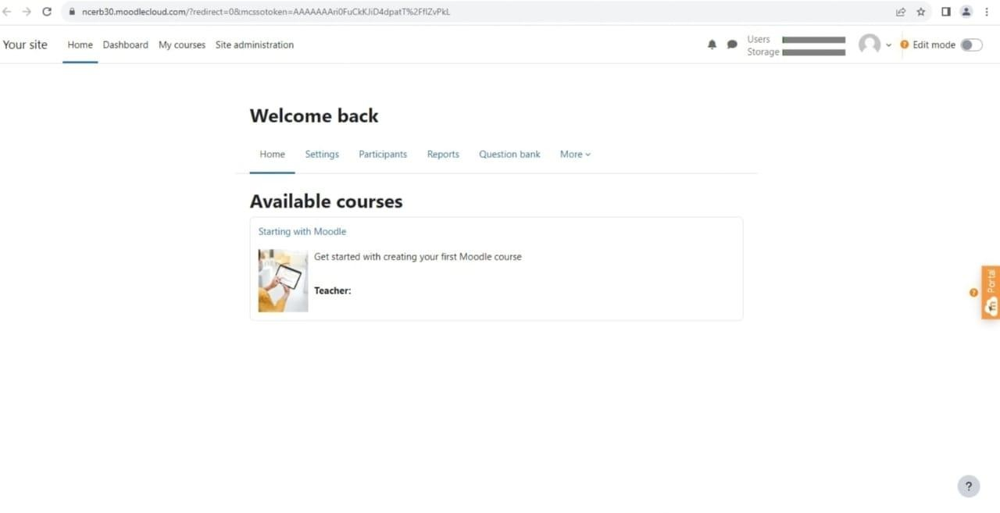 ncerb30.moodlecloud.com/?redirect=0&mcssotoken=AAAAAAAri0FuCkKJiD4dpatT%2FflZvPkL
Your site Home Dashboard My courses Site administration Users Edit mode
Storage
Welcome back
Home Settings Participants Reports Question bank More
Available courses
Starting with Moodle
Get started with creating your first Moodle course
Teacher:
Portal
m
?